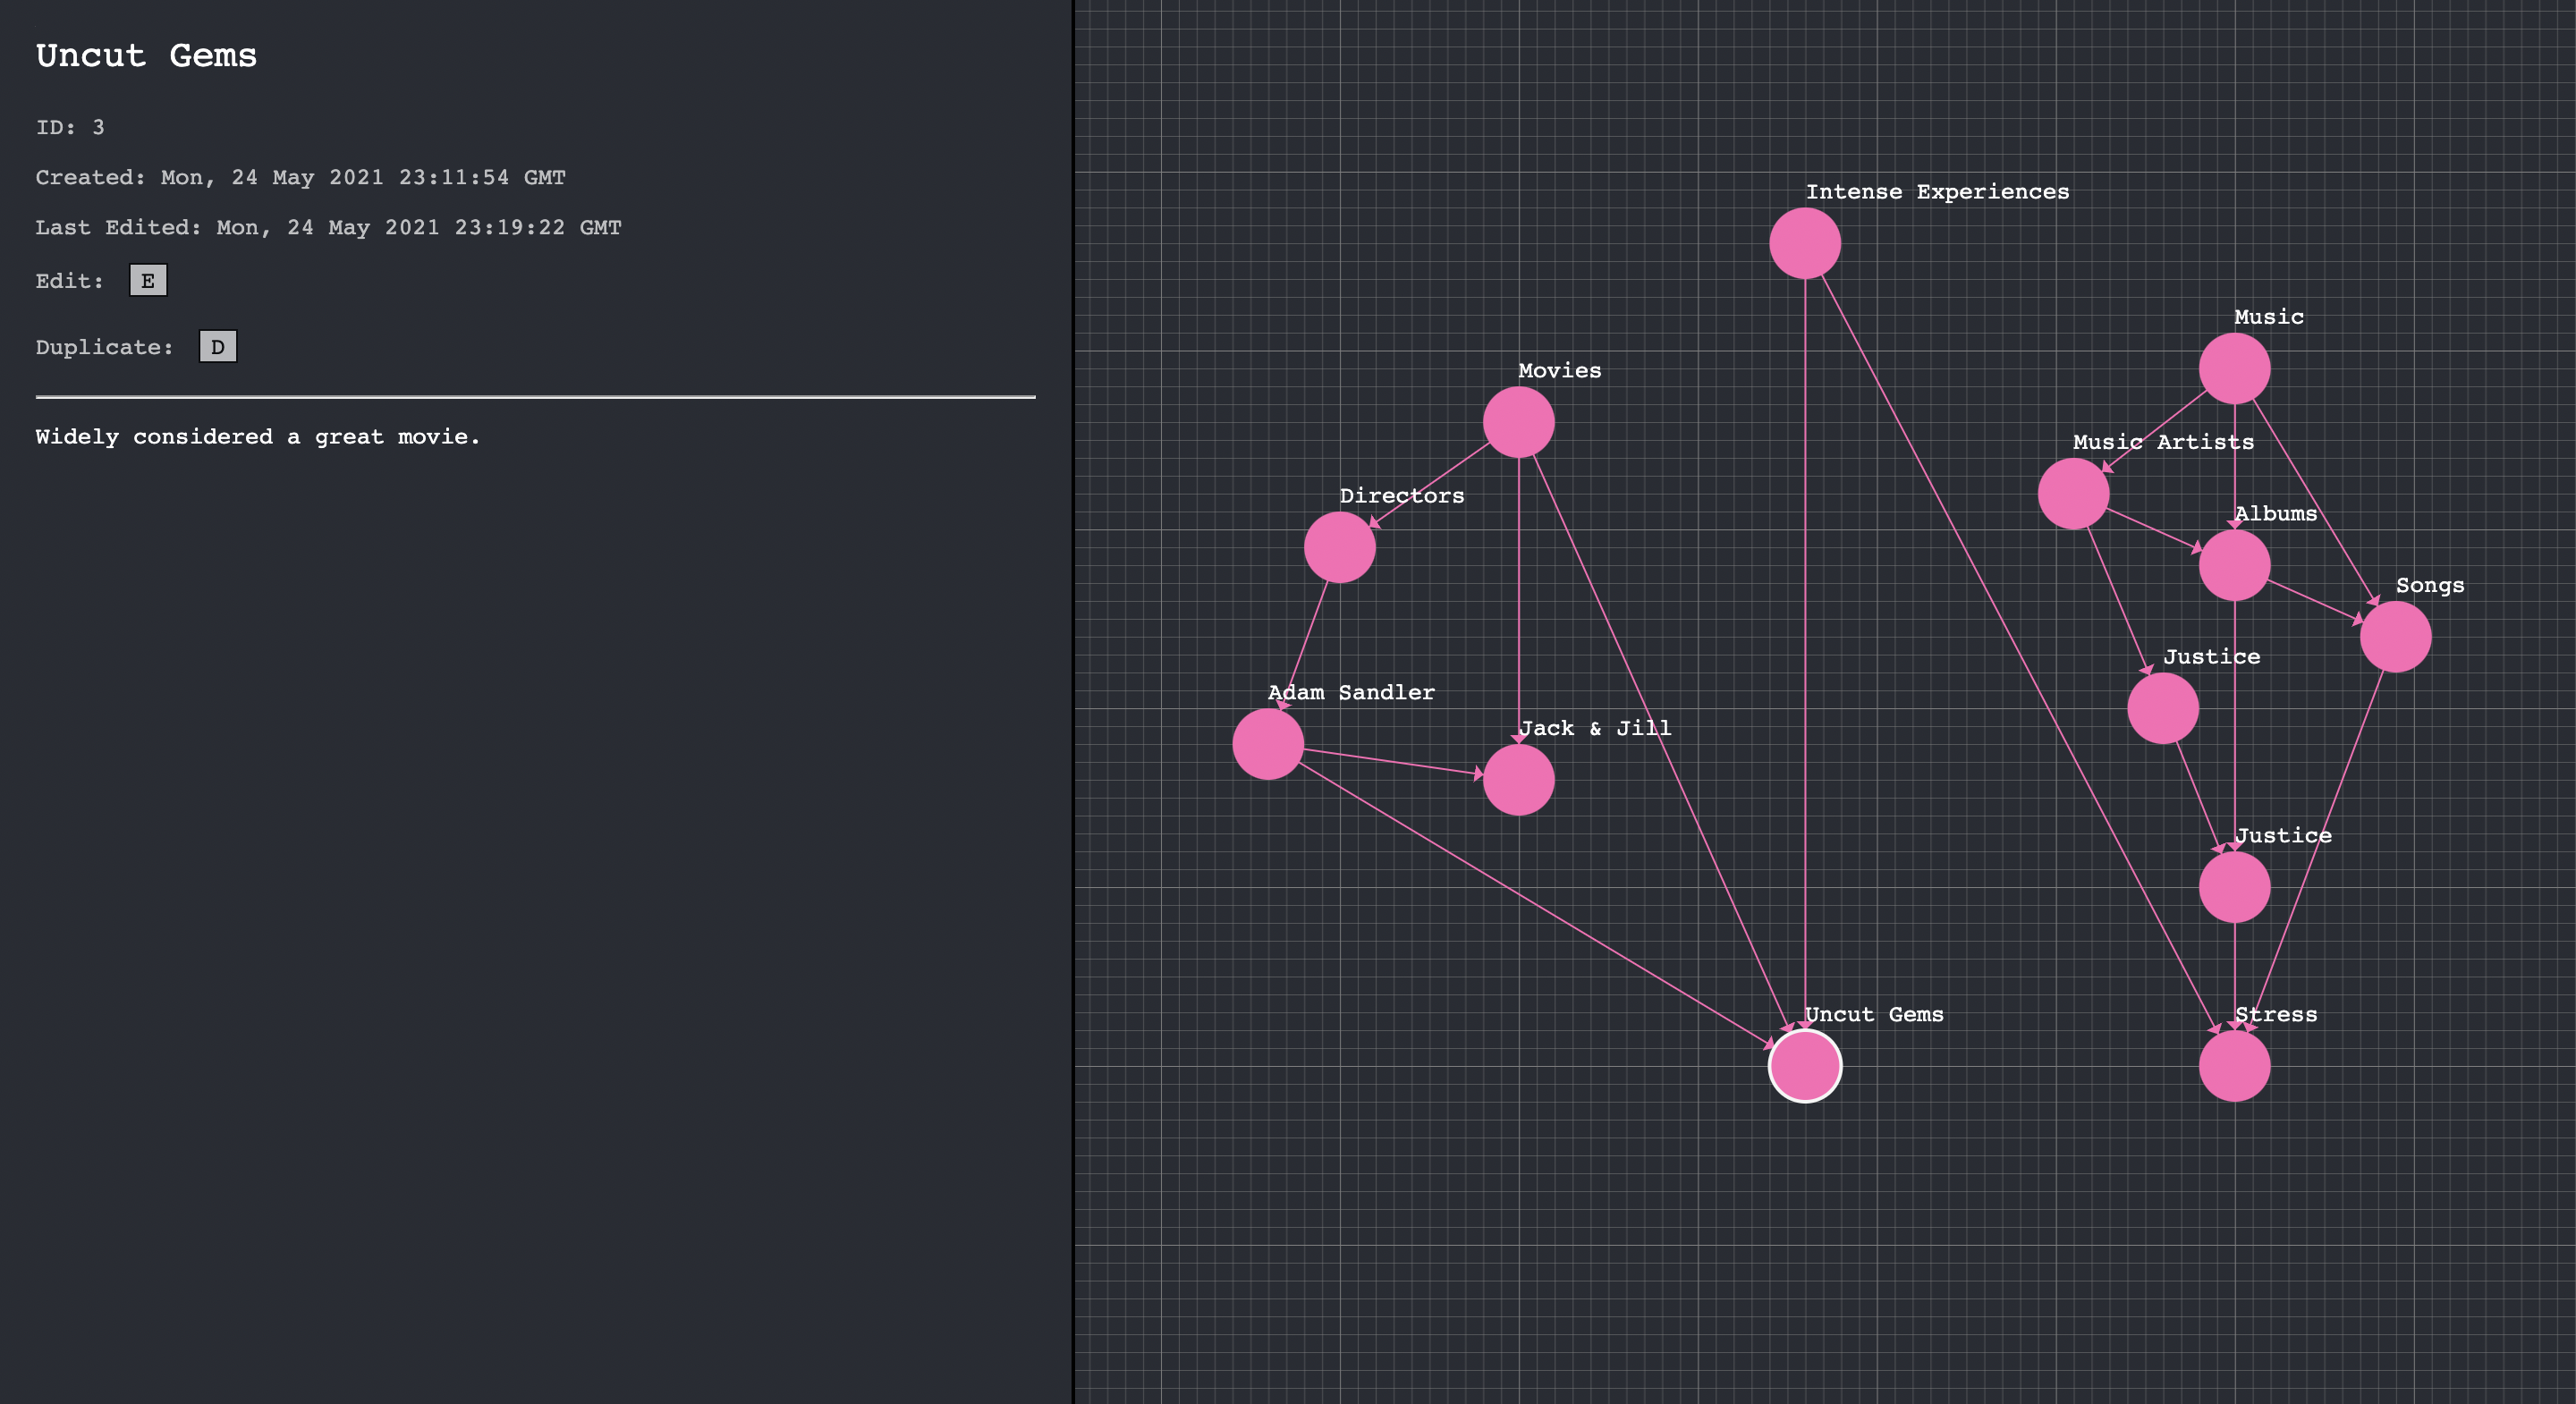 Uncut Gems
ID: 3
Created: Mon, 24 May 2021 23:11:54 GMT
Last Edited: Mon, 24 May 2021 23:19:22 GMT
Edit: E
Duplicate: D
Widely considered a great movie.
Intense Experiences
Music
Movies
Music Artists
Directors
Albums
Songs
Justice
Adam Sandler
Jack & Jill
Justice
Uncut Gems
Stress